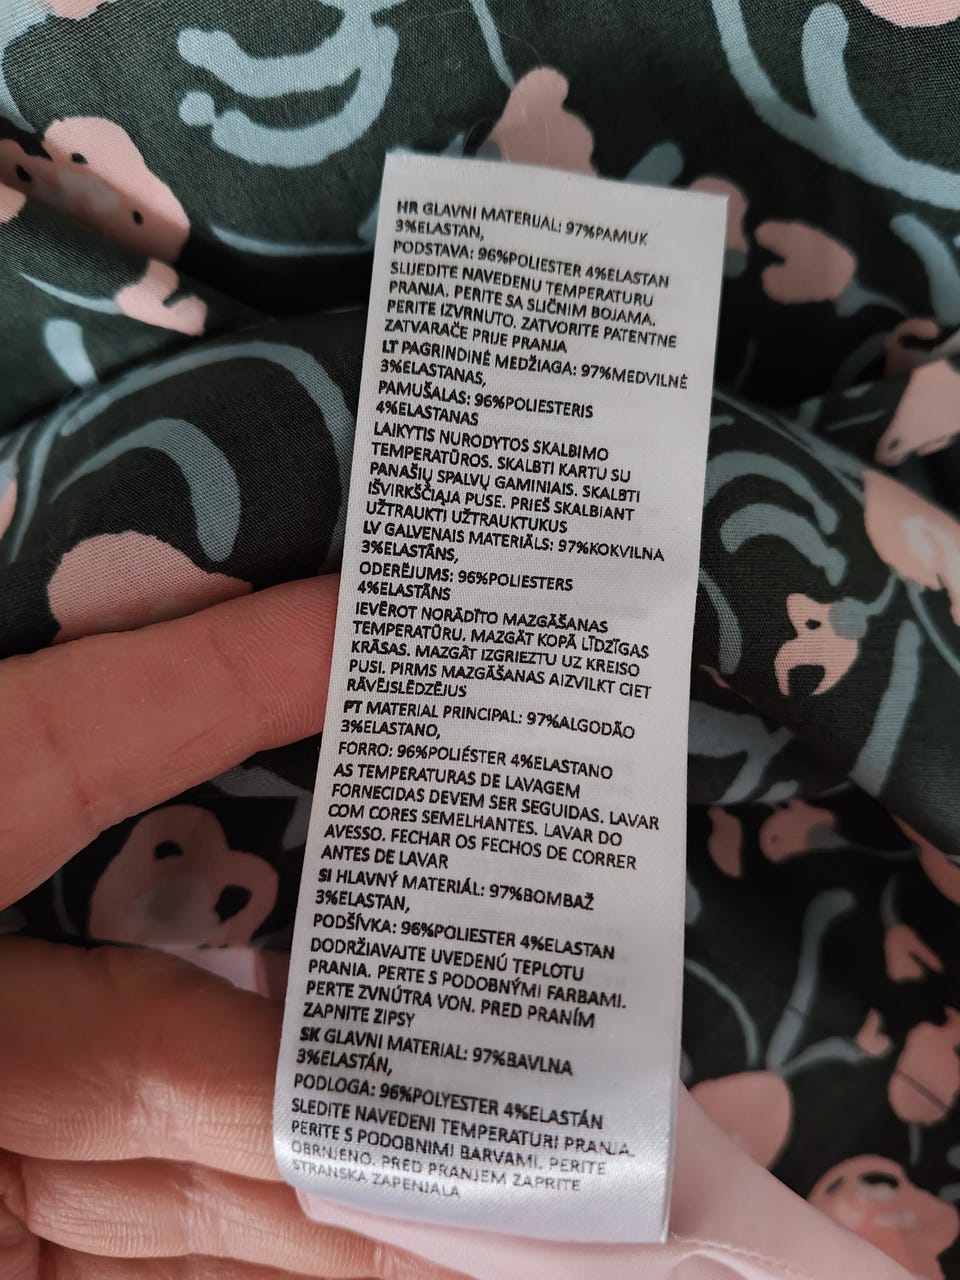 HR GLAVNI MATERIJAL: 97%PAMUK
3%ELASTAN,
PODSTAVA: 96%POLIESTER 4%ELASTAN
SLIJEDITE NAVEDENU TEMPERATURU
PRANJA. PERITE SA SLIČNIM BOJAMA.
PERITE IZVRNUTO. ZATVORITE PATENTNE
ZATVARAČE PRIJE PRANJA
LT PAGRINDINĖ MEDŽIAGA: 97%MEDVILNĖ
3%ELASTANAS,
PAMUŠALAS: 96%POLIESTERIS
4%ELASTANAS
LAIKYTIS NURODYTOS SKALBIMO
TEMPERATŪROS. SKALBTI KARTU SU
PANAŠIŲ SPALVŲ GAMINIAIS. SKALBTI
IŠVIRKŠČIĄJA PUSE. PRIEŠ SKALBIANT
UŽTRAUKTI UŽTRAUKTUKUS
LV GALVENAIS MATERIĀLS: 97%KOKVILNA
3%ELASTĀNS,
ODERĒJUMS: 96%POLIESTERS
4%ELASTĀNS
IEVĒROT NORĀDĪTO MAZGĀŠANAS
TEMPERATŪRU. MAZGĀT KOPĀ LĪDZĪGAS
KRĀSAS. MAZGĀT IZGRIEZTU UZ KREISO
PUSI. PIRMS MAZGĀŠANAS AIZVILKT CIET
RĀVĒJSLĒDZĒJUS
PT MATERIAL PRINCIPAL: 97%ALGODÃO
3%ELASTANO,
FORRO: 96%POLIÉSTER 4%ELASTANO
AS TEMPERATURAS DE LAVAGEM
FORNECIDAS DEVEM SER SEGUIDAS. LAVAR
COM CORES SEMELHANTES. LAVAR DO
AVESSO. FECHAR OS FECHOS DE CORRER
ANTES DE LAVAR
SI HLAVNÝ MATERIÁL: 97%BOMBAŽ
3%ELASTAN,
PODŠÍVKA: 96%POLIESTER 4%ELASTAN
DODRŽIAVAJTE UVEDENÚ TEPLOTU
PRANIA. PERTE S PODOBNÝMI FARBAMI.
PERTE ZVNÚTRA VON. PRED PRANÍM
ZAPNITE ZIPSY
SK GLAVNI MATERIAL: 97%BAVLNA
3%ELASTÁN,
PODLOGA: 96%POLYESTER 4%ELASTÁN
SLEDITE NAVEDENI TEMPERATURI PRANJA.
PERITE S PODOBNIMI BARVAMI. PERITE
OBRNJENO. PRED PRANJEM ZAPRITE
STRANSKA ZAPENJALA